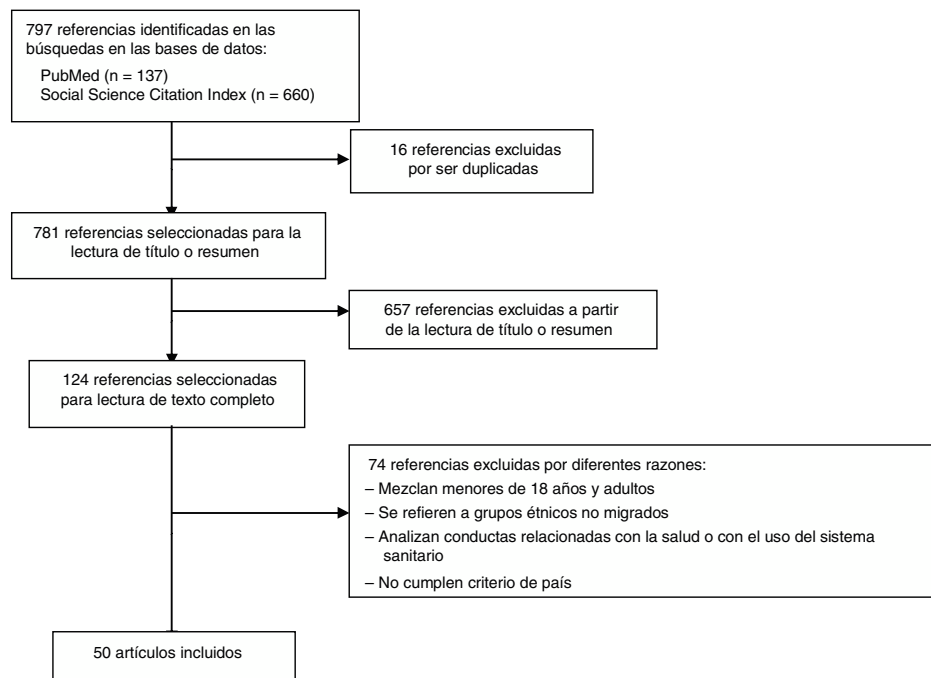 797 referencias identificadas en las
búsquedas en las bases de datos:
PubMed (n = 137)
Social Science Citation Index (n = 660)
16 referencias excluidas
por ser duplicadas
781 referencias seleccionadas para la
lectura de título o resumen
657 referencias excluidas a partir
de la lectura de título o resumen
124 referencias seleccionadas
para lectura de texto completo
74 referencias excluidas por diferentes razones:
– Mezclan menores de 18 años y adultos
– Se refieren a grupos étnicos no migrados
– Analizan conductas relacionadas con la salud o con el uso del sistema
sanitario
– No cumplen criterio de país
50 artículos incluidos